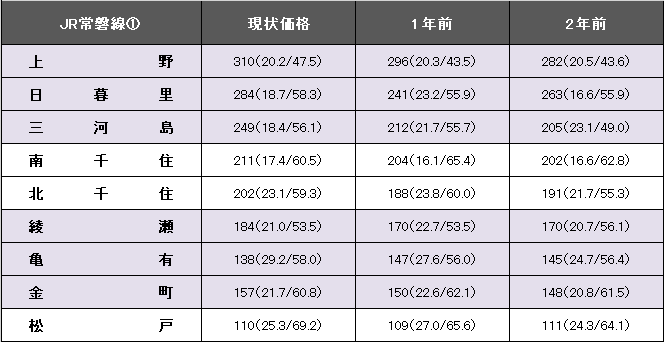 JR常磐線① 現状価格 1年前 2年前
上野 310(20.2/47.5) 296(20.3/43.5) 282(20.5/43.6)
日暮里 284(18.7/58.3) 241(23.2/55.9) 263(16.6/55.9)
三河島 249(18.4/56.1) 212(21.7/55.7) 205(23.1/49.0)
南千住 211(17.4/60.5) 204(16.1/65.4) 202(16.6/62.8)
北千住 202(23.1/59.3) 188(23.8/60.0) 191(21.7/55.3)
綾瀬 184(21.0/53.5) 170(22.7/53.5) 170(20.7/56.1)
亀有 138(29.2/58.0) 147(27.6/56.0) 145(24.7/56.4)
金町 157(21.7/60.8) 150(22.6/62.1) 148(20.8/61.5)
松戸 110(25.3/69.2) 109(27.0/65.6) 111(24.3/64.1)